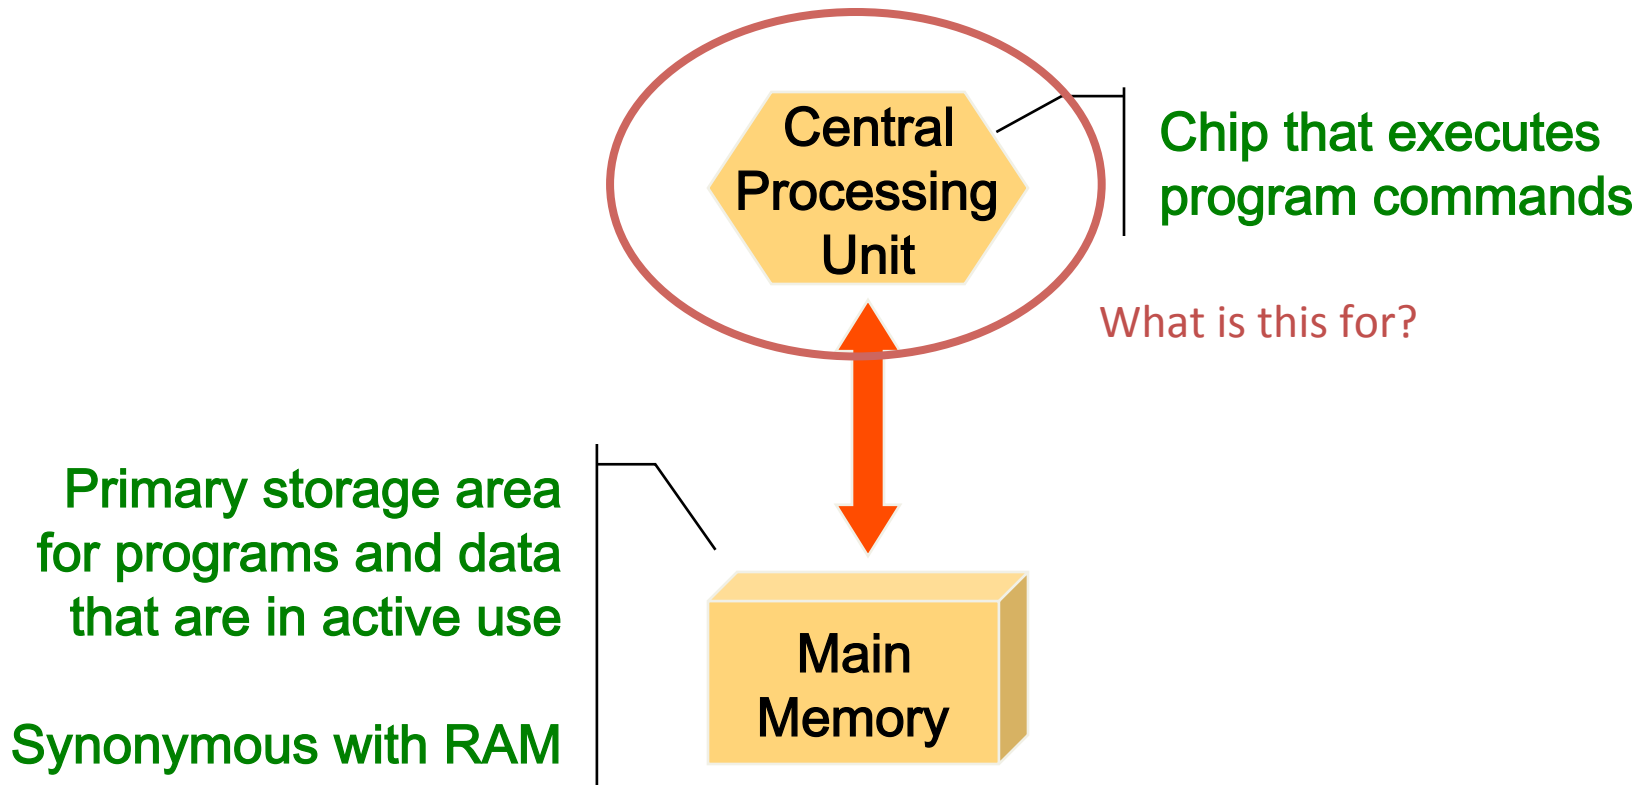 Central
Processing
Unit
Chip that executes
program commands
What is this for?
Primary storage area
for programs and data
that are in active use
Synonymous with RAM
Main
Memory